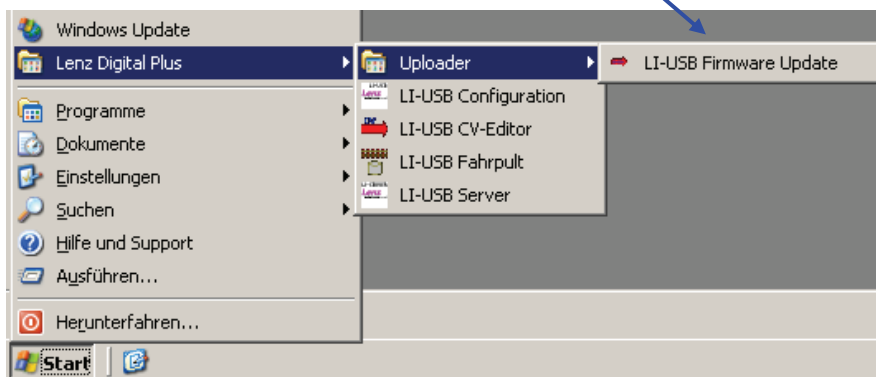 Windows Update
Lenz Digital Plus
Uploader
LI-USB Firmware Update
LI-USB Configuration
LI-USB CV-Editor
LI-USB Fahrpult
LI-USB Server
Programme
Dokumente
Einstellungen
Suchen
Hilfe und Support
Ausführen...
Herunterfahren...
Start